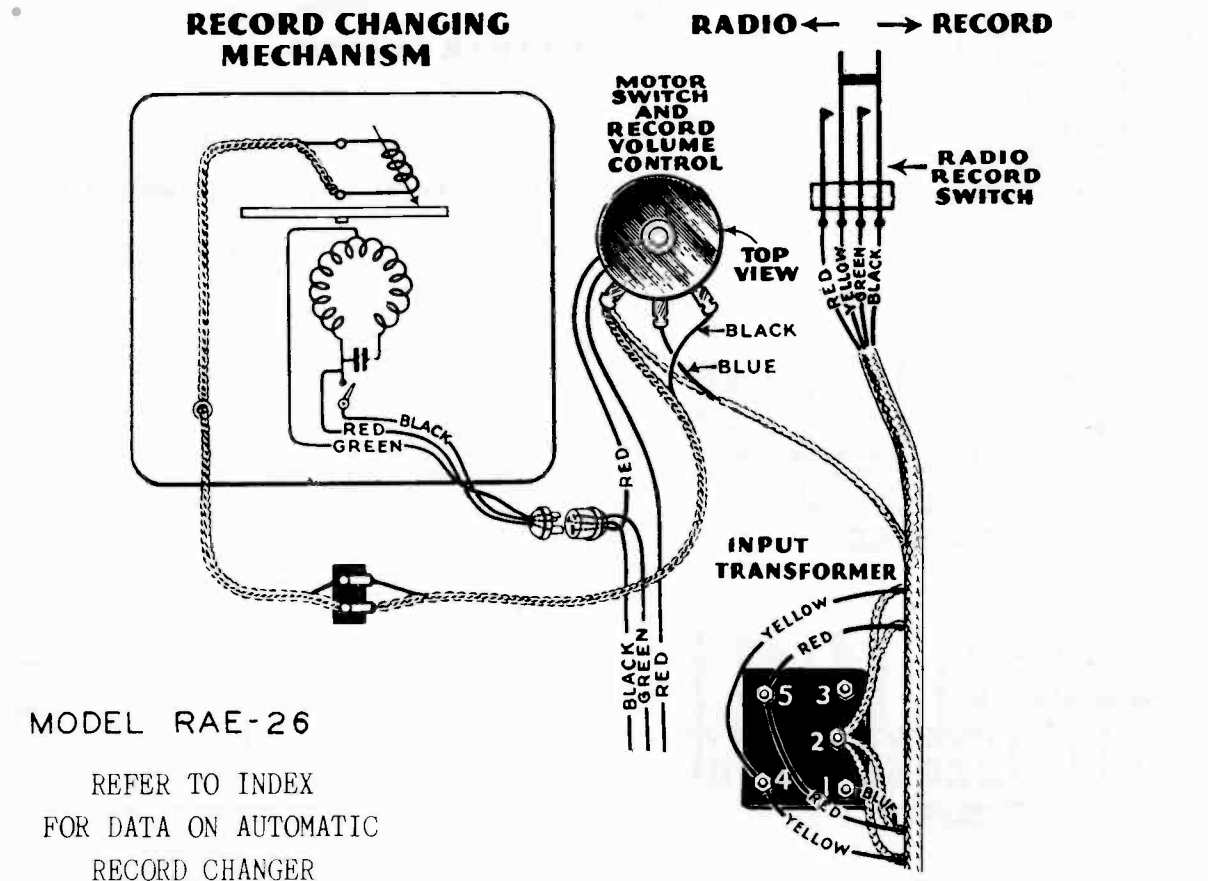 RECORD CHANGING
MECHANISM
RADIO ← → RECORD
MOTOR
SWITCH
AND
RECORD
VOLUME
CONTROL
RADIO
RECORD
SWITCH
TOP
VIEW
RED
YELLOW
GREEN
BLACK
BLACK
BLUE
BLACK
RED
GREEN
RED
INPUT
TRANSFORMER
YELLOW
RED
BLACK
GREEN
RED
5 3
2
4 1
BLUE
RED
YELLOW
MODEL RAE-26
REFER TO INDEX
FOR DATA ON AUTOMATIC
RECORD CHANGER